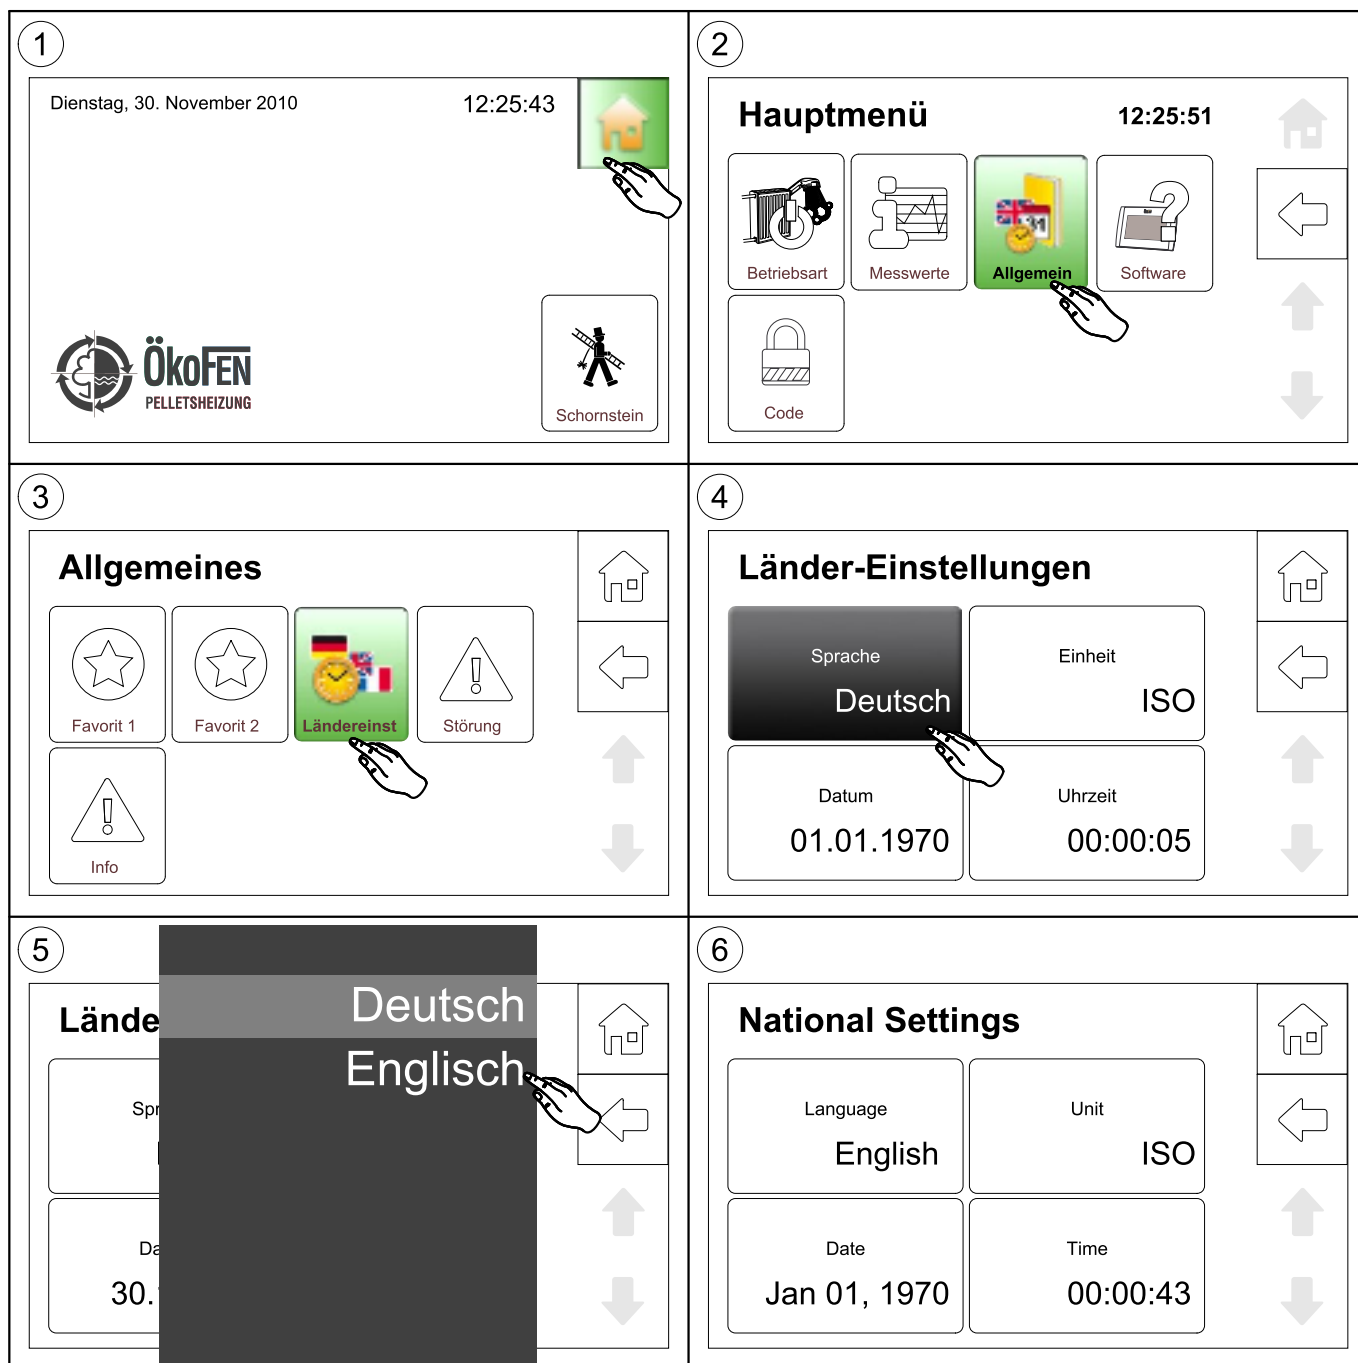 1
Dienstag, 30. November 2010 12:25:43
ÖkoFEN
PELLETSHEIZUNG
Schornstein
2
Hauptmenü 12:25:51
31
Betriebsart Messwerte Allgemein Software
Code
3
Allgemeines
Favorit 1 Favorit 2 Ländereinst Störung
Info
4
Länder-Einstellungen
Sprache Einheit
Deutsch ISO
Datum Uhrzeit
01.01.1970 00:00:05
5
Lände
Deutsch
Englisch
Spr
Da
30.
6
National Settings
Language Unit
English ISO
Date Time
Jan 01, 1970 00:00:43